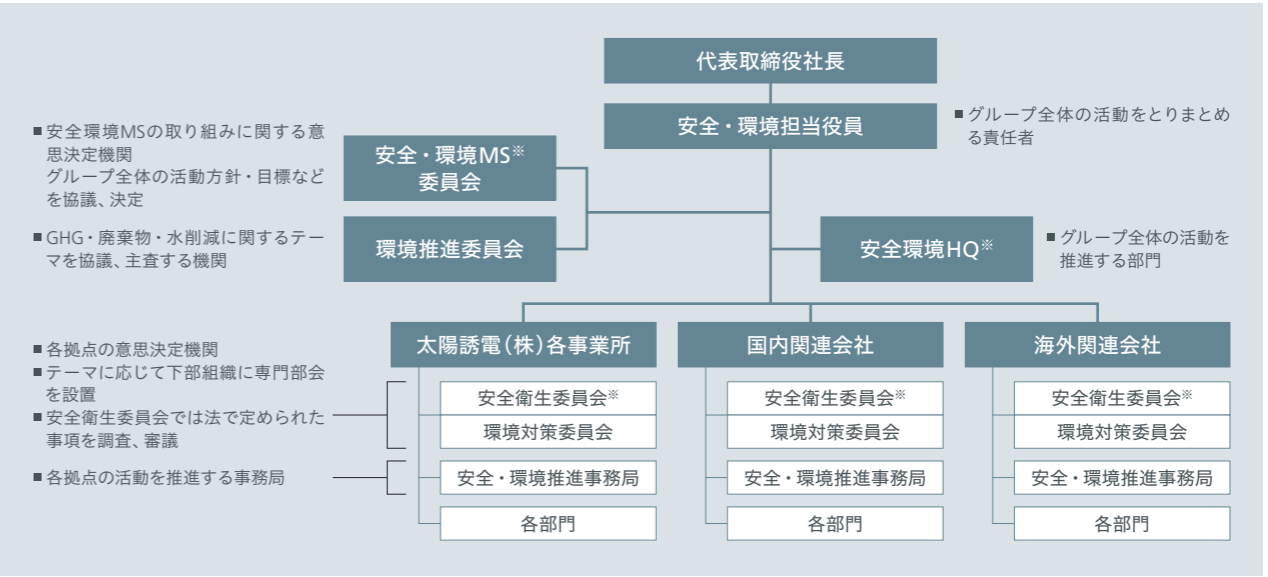 代表取締役社長
安全・環境担当役員
■グループ全体の活動をとりまとめ
る責任者
■安全環境MSの取り組みに関する意
思決定機関
グループ全体の活動方針・目標など
を協議、決定
安全・環境MS※
委員会
■GHG・廃棄物・水削減に関するテー
マを協議、主査する機関
環境推進委員会
安全環境HQ※
■グループ全体の活動を
推進する部門
■各拠点の意思決定機関
■テーマに応じて下部組織に専門部会
を設置
■安全衛生委員会では法で定められた
事項を調査、審議
■各拠点の活動を推進する事務局
太陽誘電（株）各事業所
安全衛生委員会※
環境対策委員会
安全・環境推進事務局
各部門
国内関連会社
安全衛生委員会※
環境対策委員会
安全・環境推進事務局
各部門
海外関連会社
安全衛生委員会※
環境対策委員会
安全・環境推進事務局
各部門